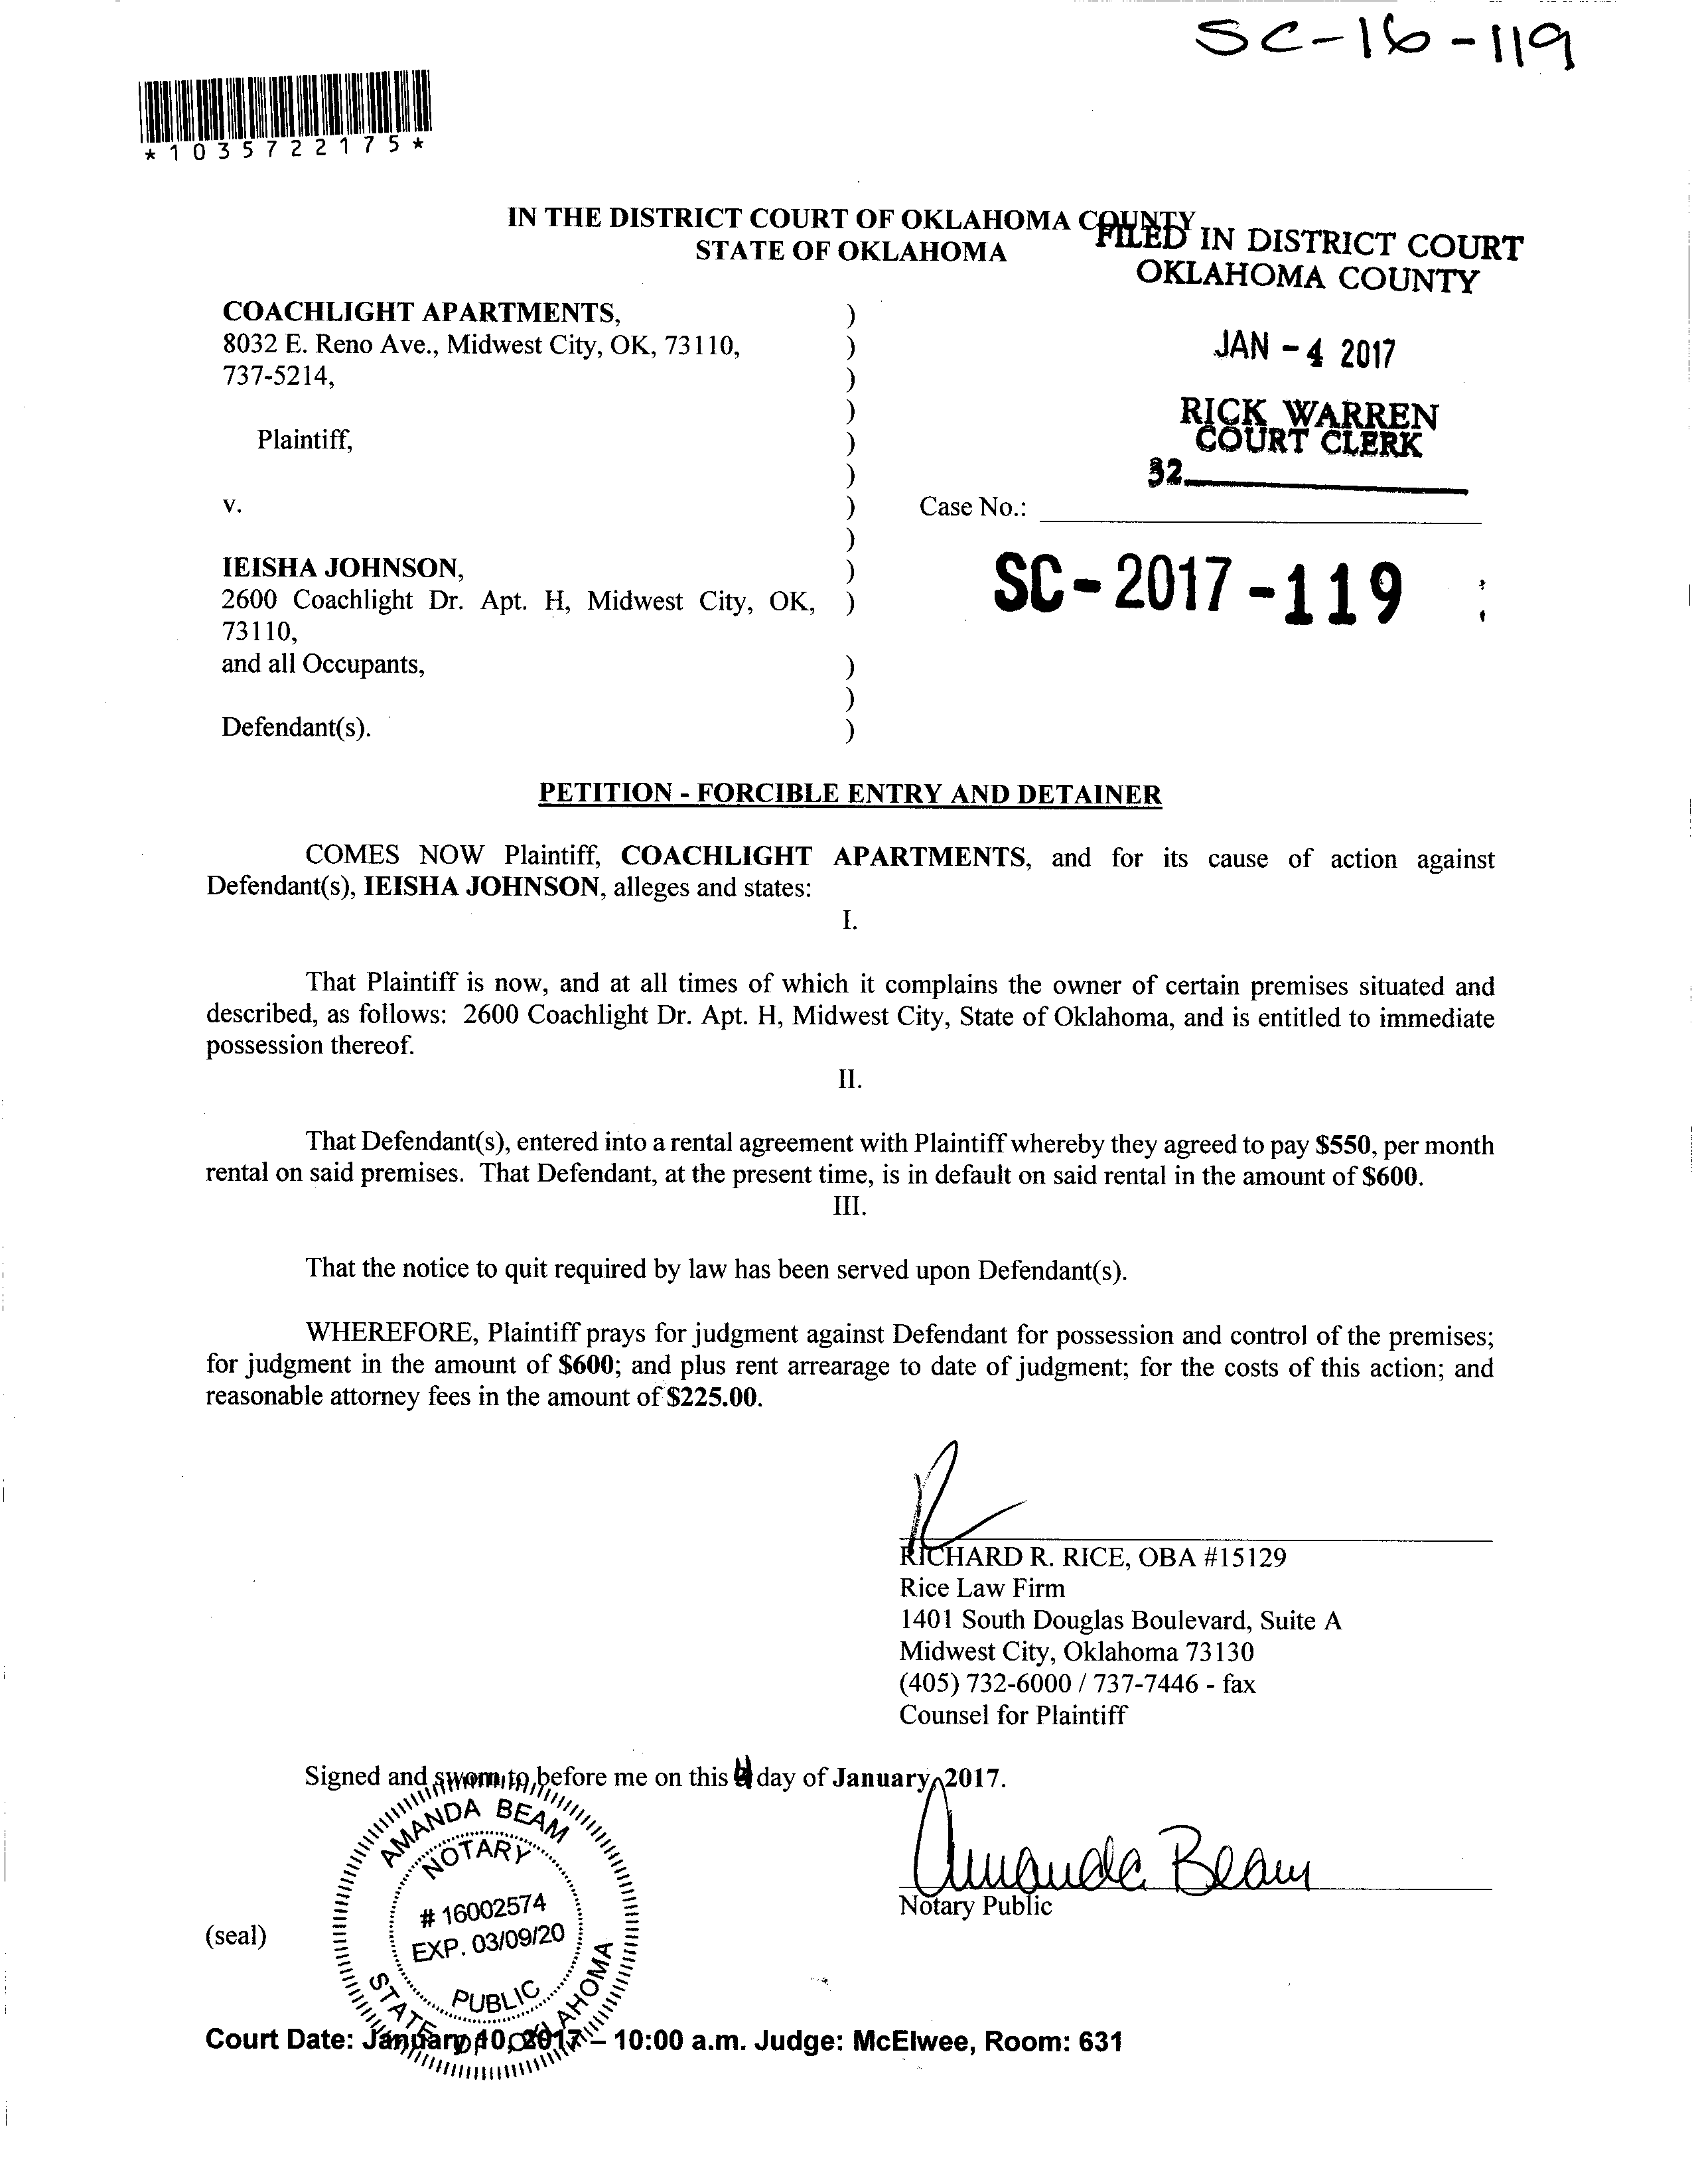 SC-16-119
*1035722175*
IN THE DISTRICT COURT OF OKLAHOMA COUNTY
STATE OF OKLAHOMA
FILED IN DISTRICT COURT
OKLAHOMA COUNTY
JAN - 4 2017
RICK WARREN
COURT CLERK
32
COACHLIGHT APARTMENTS, )
8032 E. Reno Ave., Midwest City, OK, 73110, )
737-5214, )
)
Plaintiff, )
)
v. ) Case No.:
)
IEISHA JOHNSON, )
2600 Coachlight Dr. Apt. H, Midwest City, OK, )
73110,
and all Occupants, )
)
Defendant(s). )
SC-2017-119
PETITION - FORCIBLE ENTRY AND DETAINER
COMES NOW Plaintiff, COACHLIGHT APARTMENTS, and for its cause of action against
Defendant(s), IEISHA JOHNSON, alleges and states:
I.
That Plaintiff is now, and at all times of which it complains the owner of certain premises situated and
described, as follows: 2600 Coachlight Dr. Apt. H, Midwest City, State of Oklahoma, and is entitled to immediate
possession thereof.
II.
That Defendant(s), entered into a rental agreement with Plaintiff whereby they agreed to pay $550, per month
rental on said premises. That Defendant, at the present time, is in default on said rental in the amount of $600.
III.
That the notice to quit required by law has been served upon Defendant(s).
WHEREFORE, Plaintiff prays for judgment against Defendant for possession and control of the premises;
for judgment in the amount of $600; and plus rent arrearage to date of judgment; for the costs of this action; and
reasonable attorney fees in the amount of $225.00.
RICHARD R. RICE, OBA #15129
Rice Law Firm
1401 South Douglas Boulevard, Suite A
Midwest City, Oklahoma 73130
(405) 732-6000 / 737-7446 - fax
Counsel for Plaintiff
Signed and sworn to before me on this 4 day of January, 2017.
Amanda Beam
Notary Public
(seal)
AMANDA BEAM
NOTARY
# 16002574
EXP. 03/09/20
PUBLIC
STATE OF OKLAHOMA
Court Date: January 10, 2017 – 10:00 a.m. Judge: McElwee, Room: 631